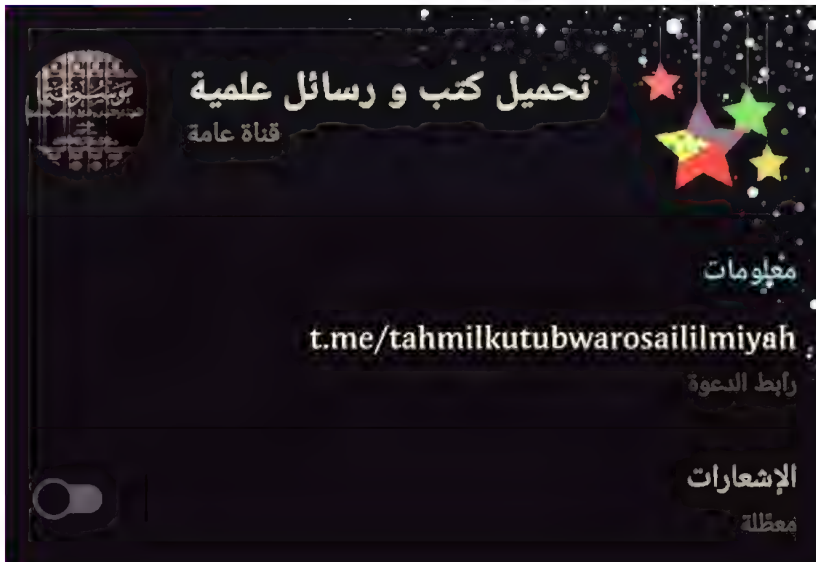 تحميل كتب و رسائل علمية
قناة عامة
معلومات
t.me/tahmilkutubwarosaililmiyah
رابط الدعوة
الإشعارات
معطلة